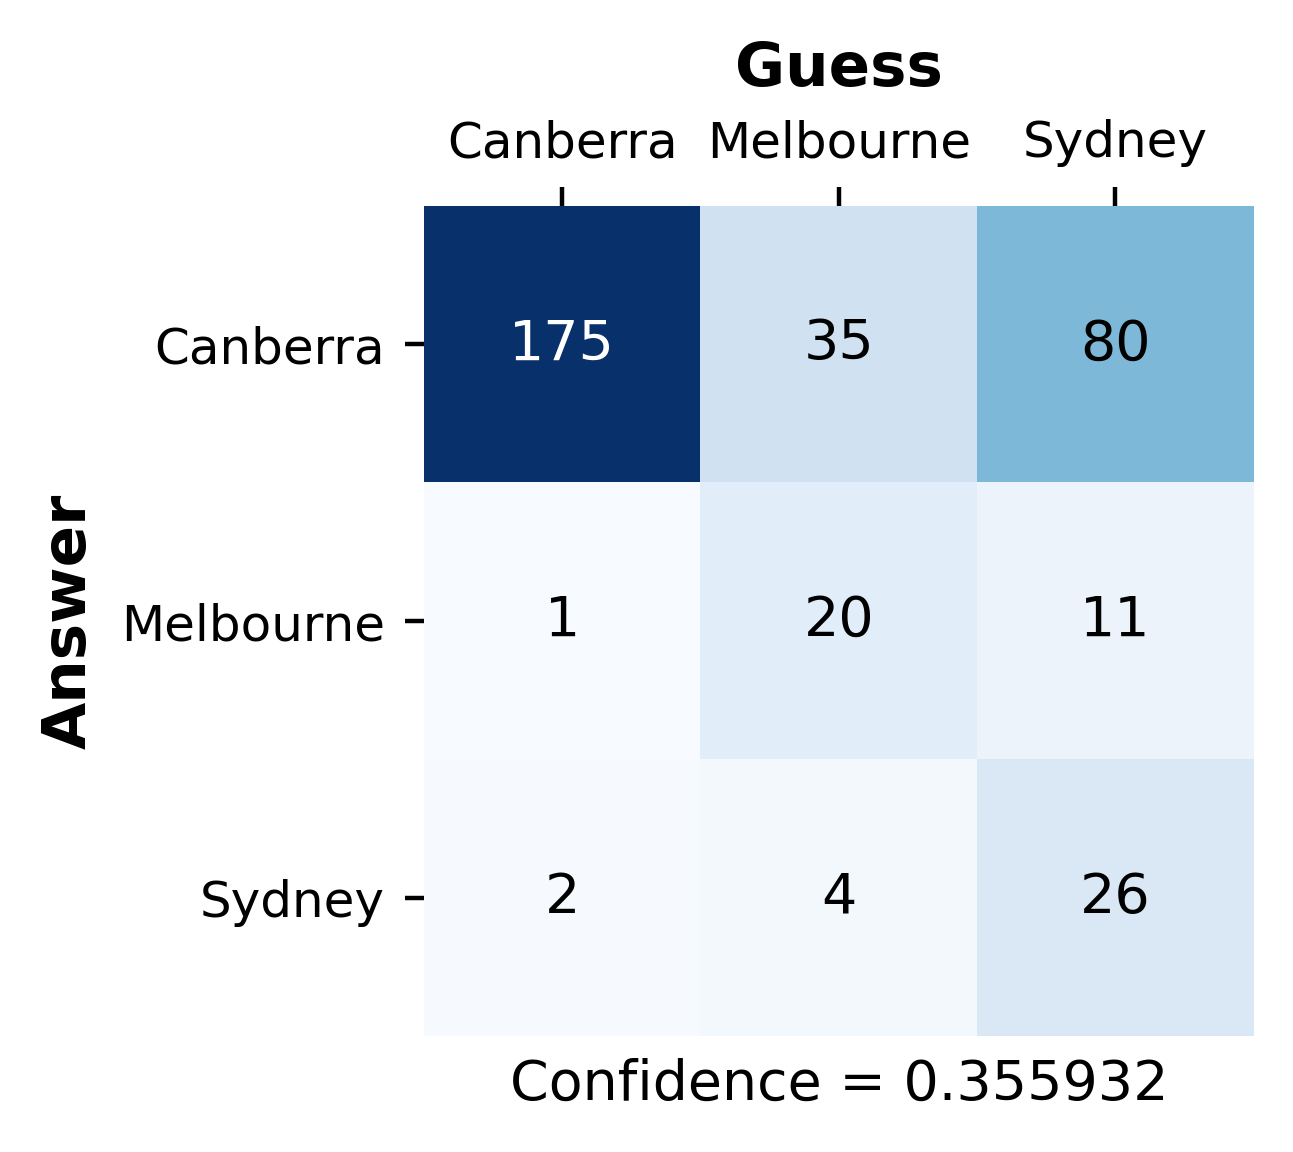 Guess
Canberra Melbourne Sydney
Canberra 175 35 80
Answer
Melbourne 1 20 11
Sydney 2 4 26
Confidence = 0.355932